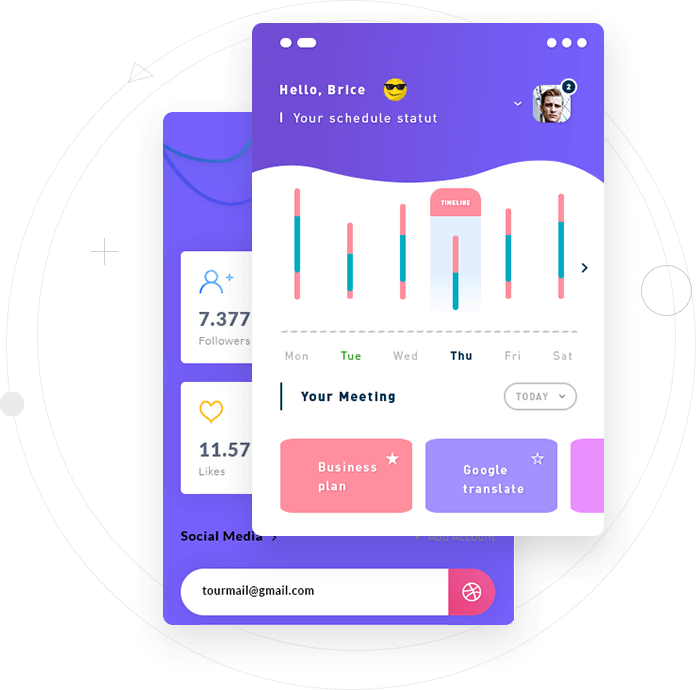 Hello, Brice
2
Your schedule statut
TIMELINE
Mon Tue Wed Thu Fri Sat
Your Meeting
TODAY
Business
plan
Google
translate
7.377
Followers
11.57
Likes
Social Media
+ Add Account
tourmail@gmail.com